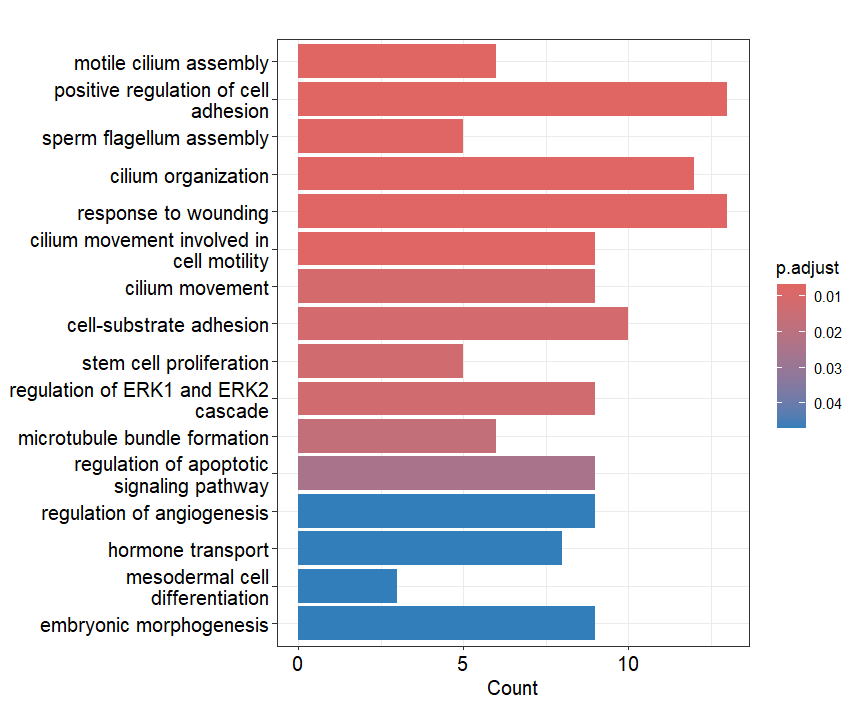 motile cilium assembly
positive regulation of cell
adhesion
sperm flagellum assembly
cilium organization
response to wounding
cilium movement involved in
cell motility
cilium movement
cell-substrate adhesion
stem cell proliferation
regulation of ERK1 and ERK2
cascade
microtubule bundle formation
regulation of apoptotic
signaling pathway
regulation of angiogenesis
hormone transport
mesodermal cell
differentiation
embryonic morphogenesis
0 5 10
Count
p.adjust
0.01
0.02
0.03
0.04